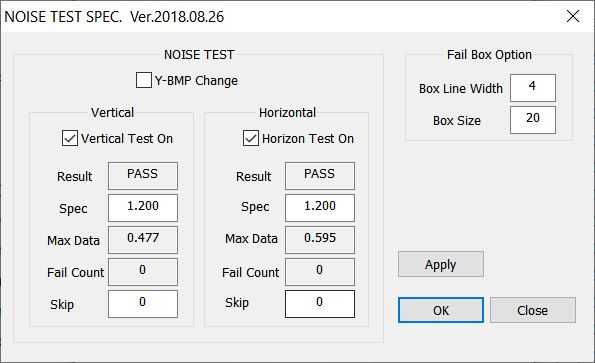 NOISE TEST SPEC.  Ver.2018.08.26
NOISE TEST
Y-BMP Change
Vertical
Vertical Test On
Result PASS
Spec 1.200
Max Data 0.477
Fail Count 0
Skip 0
Horizontal
Horizon Test On
Result PASS
Spec 1.200
Max Data 0.595
Fail Count 0
Skip 0
Fail Box Option
Box Line Width 4
Box Size 20
Apply
OK Close